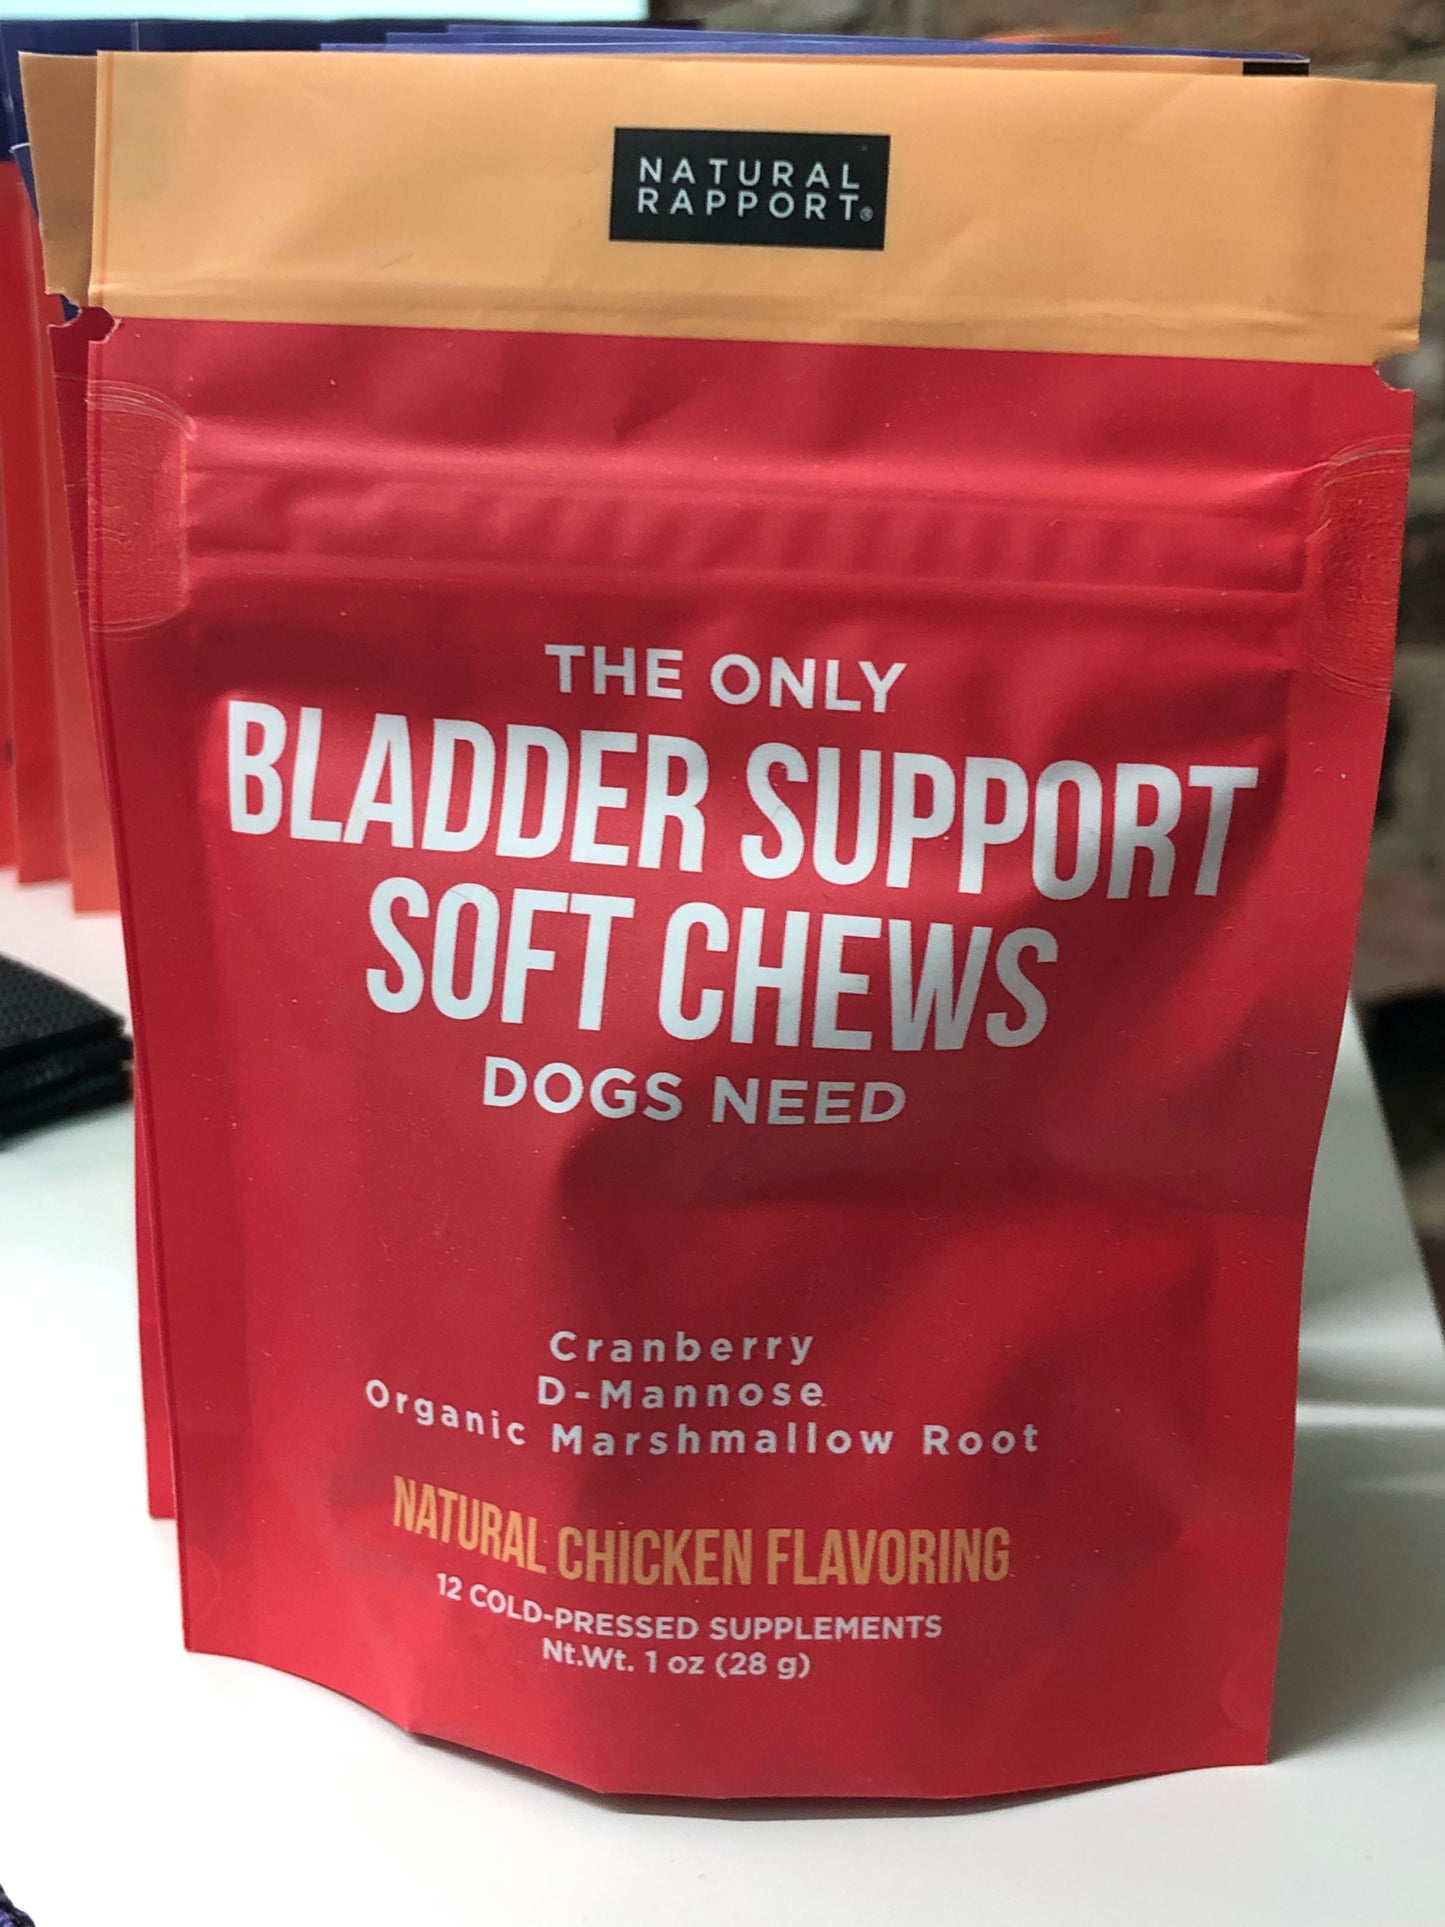 NATURAL
RAPPORT®
THE ONLY
BLADDER SUPPORT
SOFT CHEWS
DOGS NEED
Cranberry
D-Mannose
Organic Marshmallow Root
NATURAL CHICKEN FLAVORING
12 COLD-PRESSED SUPPLEMENTS
Nt.Wt. 1 oz (28 g)